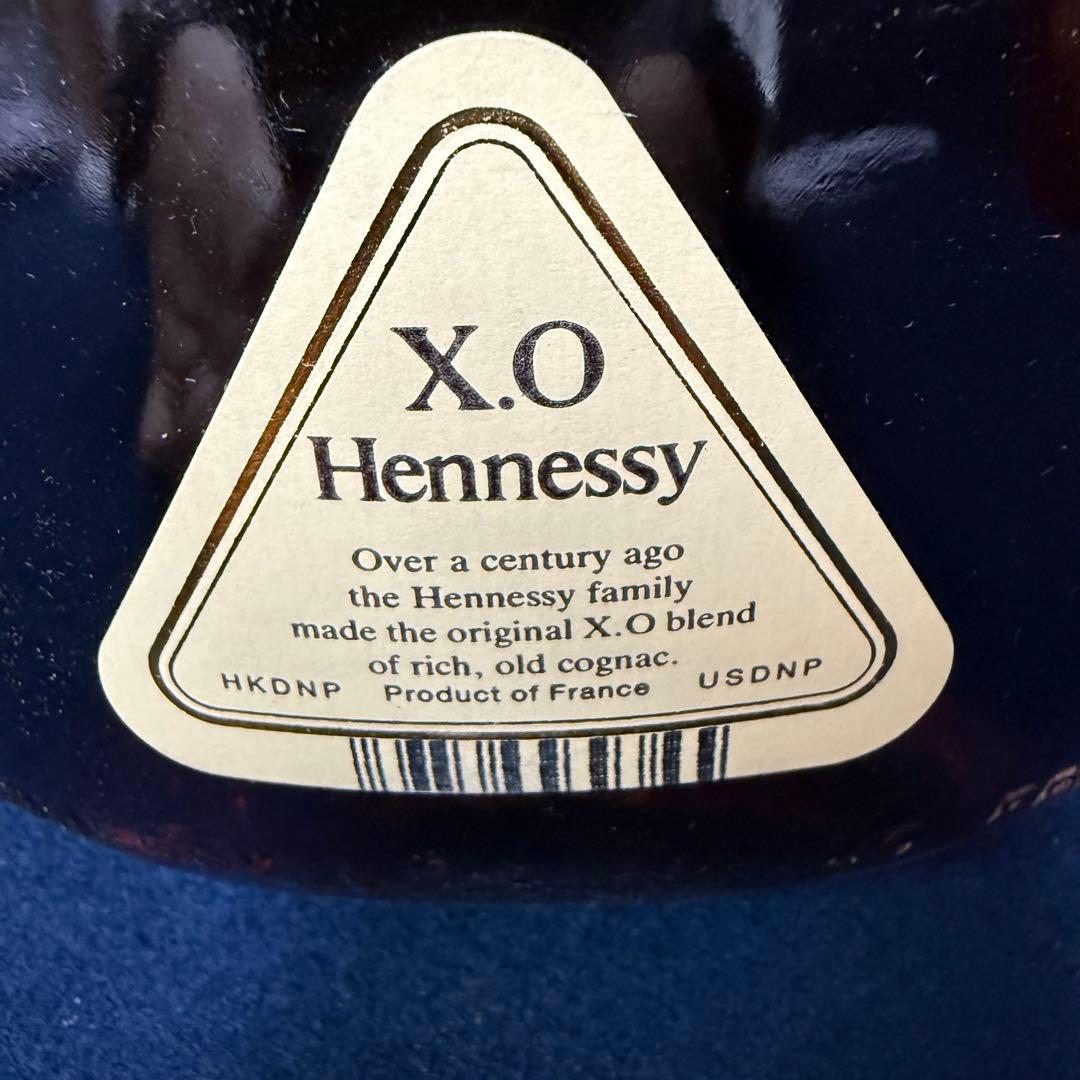 X.O
Hennessy
Over a century ago
the Hennessy family
made the original X.O blend
of rich, old cognac.
HKDNP Product of France USDNP